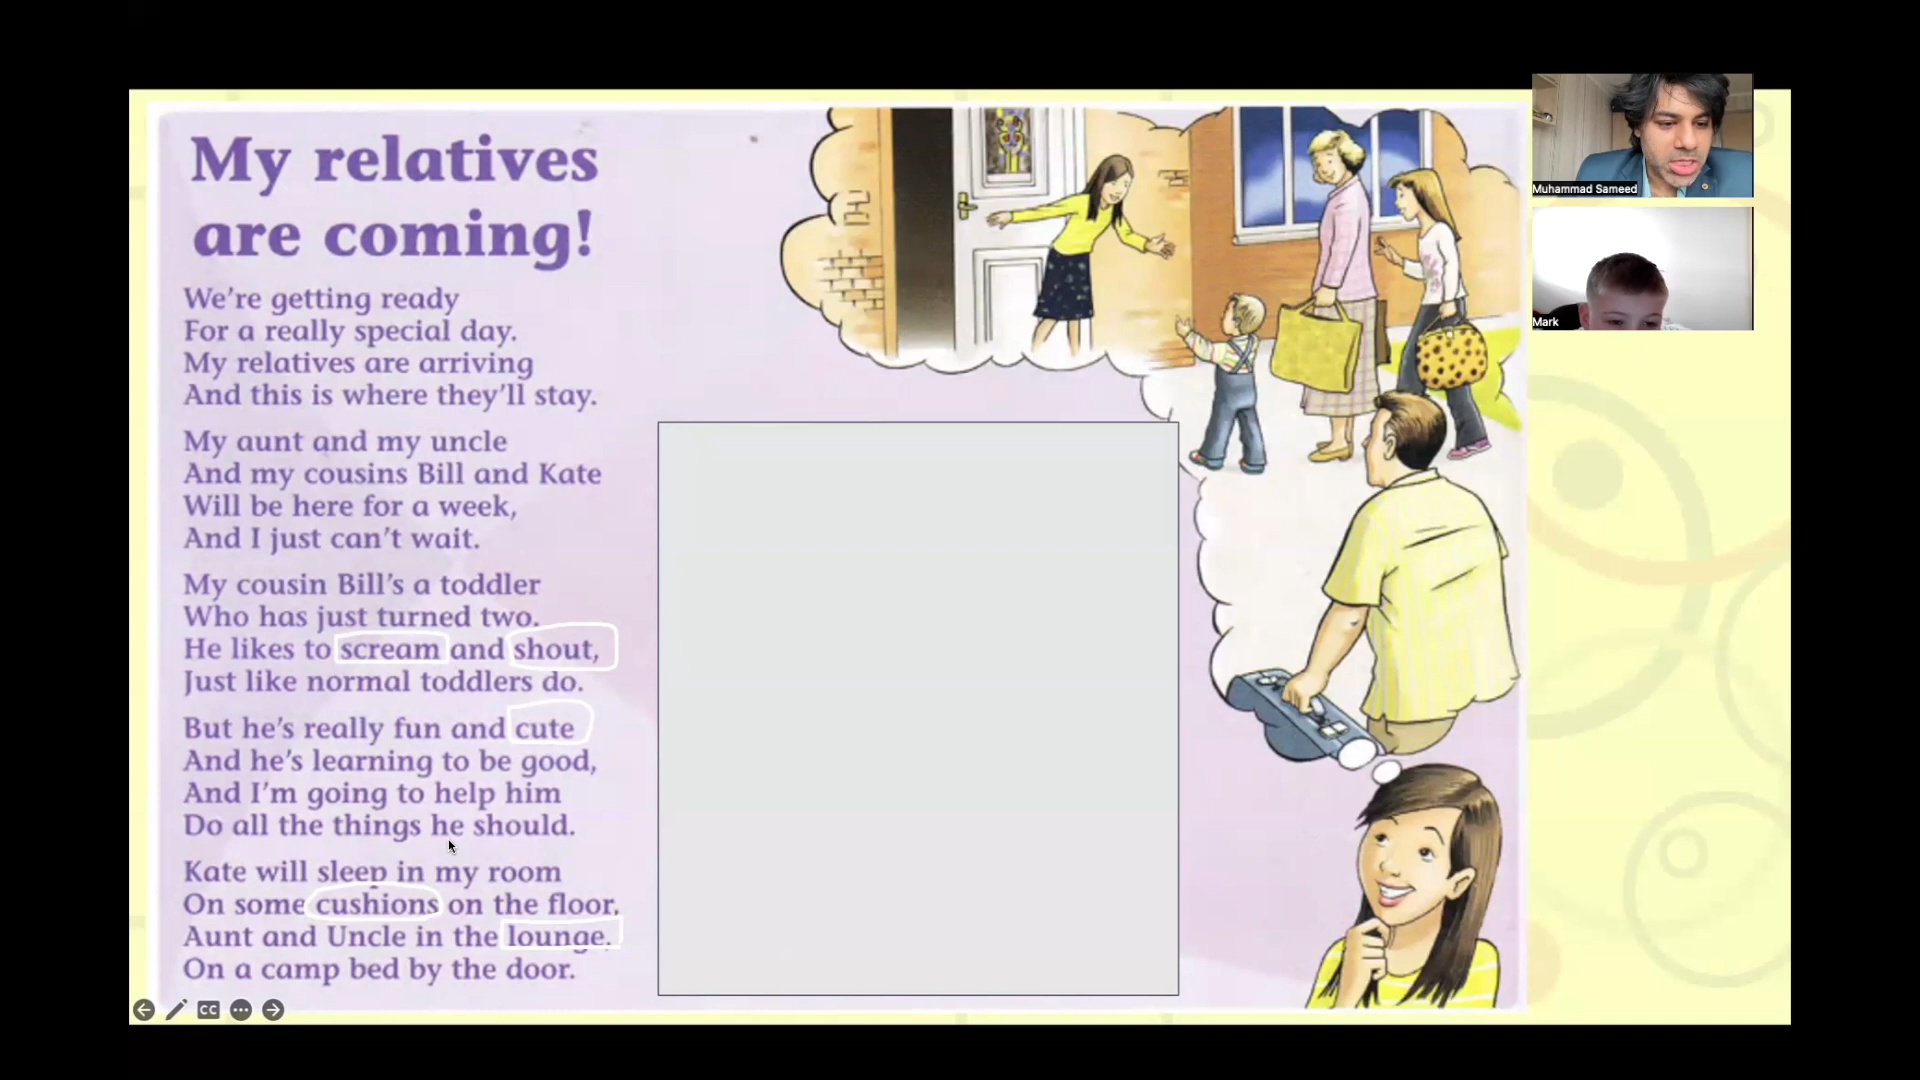 My relatives
are coming!
We're getting ready
For a really special day.
My relatives are arriving
And this is where they'll stay.
My aunt and my uncle
And my cousins Bill and Kate
Will be here for a week,
And I just can't wait.
My cousin Bill's a toddler
Who has just turned two.
He likes to scream and shout,
Just like normal toddlers do.
But he's really fun and cute
And he's learning to be good,
And I'm going to help him
Do all the things he should.
Kate will sleep in my room
On some cushions on the floor,
Aunt and Uncle in the lounge,
On a camp bed by the door.
CC
Muhammad Sameed
Mark